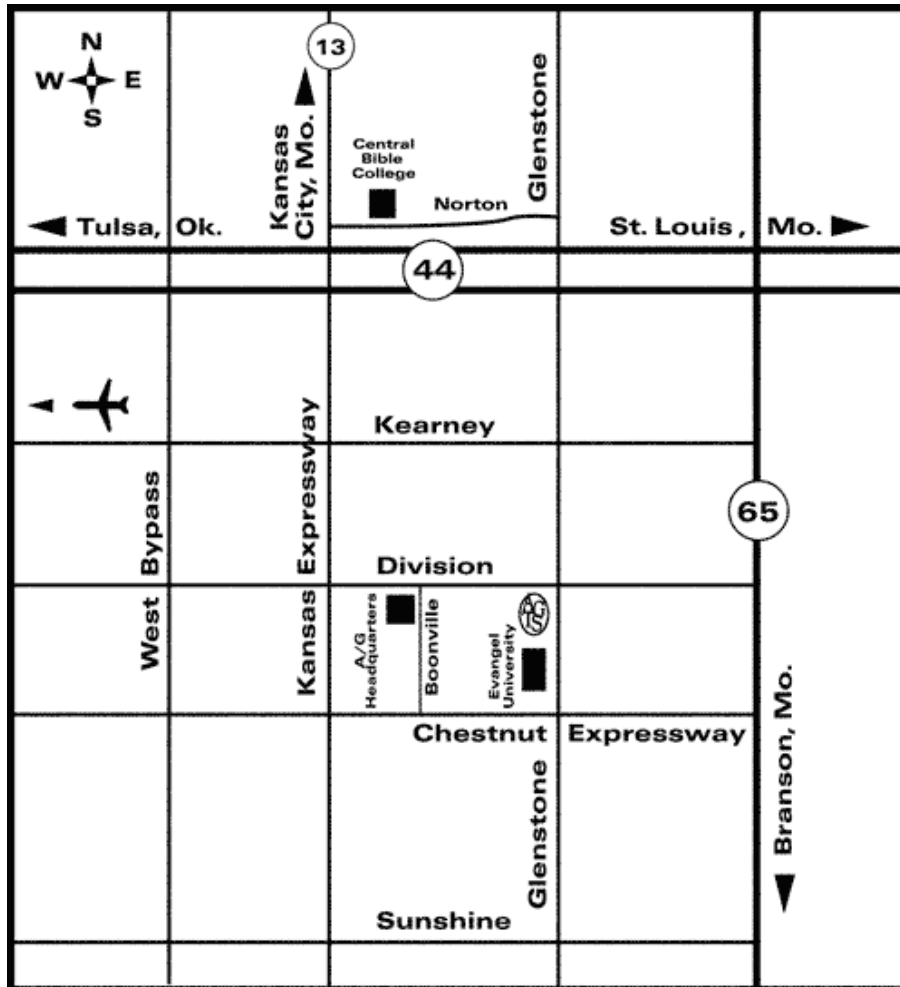 N
W E
S
13
Kansas
City, Mo.
Central
Bible
College
Norton
Glenstone
Tulsa, Ok.
St. Louis, Mo.
44
Kearney
West Bypass
Kansas Expressway
65
Division
A/G
Headquarters
Boonville
Evangel
University
Chestnut Expressway
Glenstone
Branson, Mo.
Sunshine